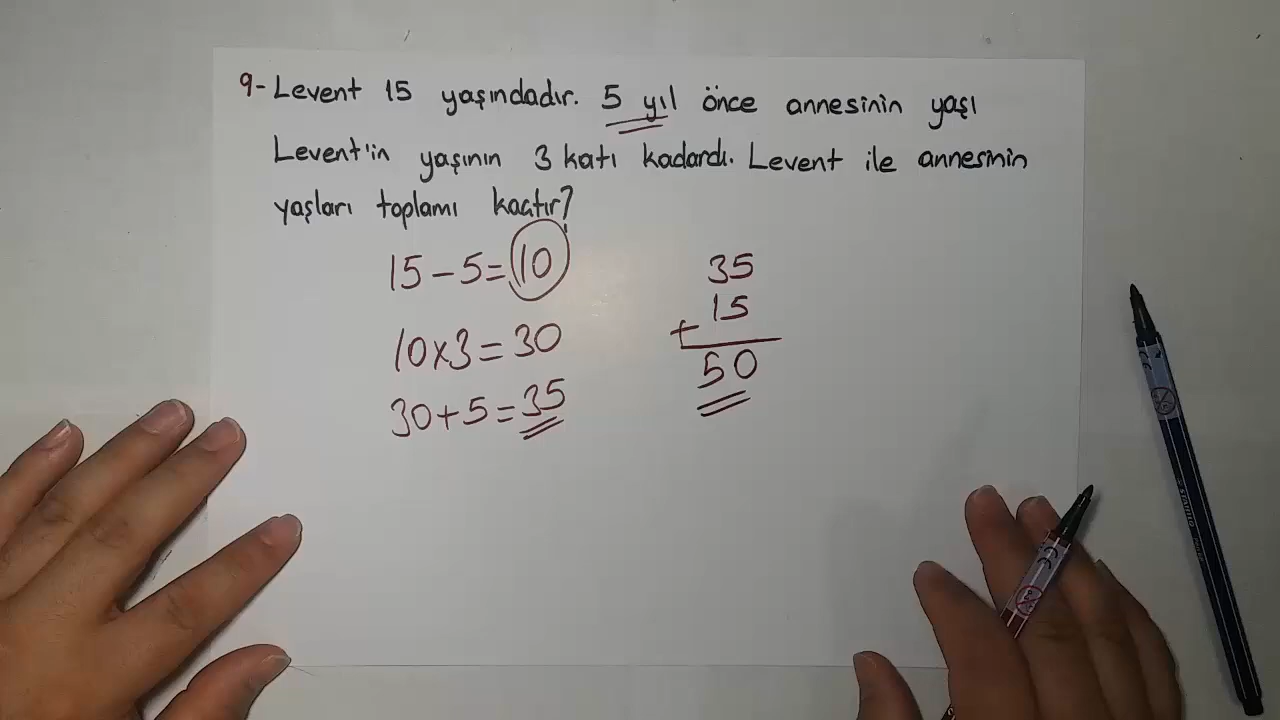 9- Levent 15 yaşındadır. 5 yıl önce annesinin yaşı
Levent'in yaşının 3 katı kadardı. Levent ile annesinin
yaşları toplamı kaçtır?
15-5=10
10x3=30
30+5=35
35
15
+
50